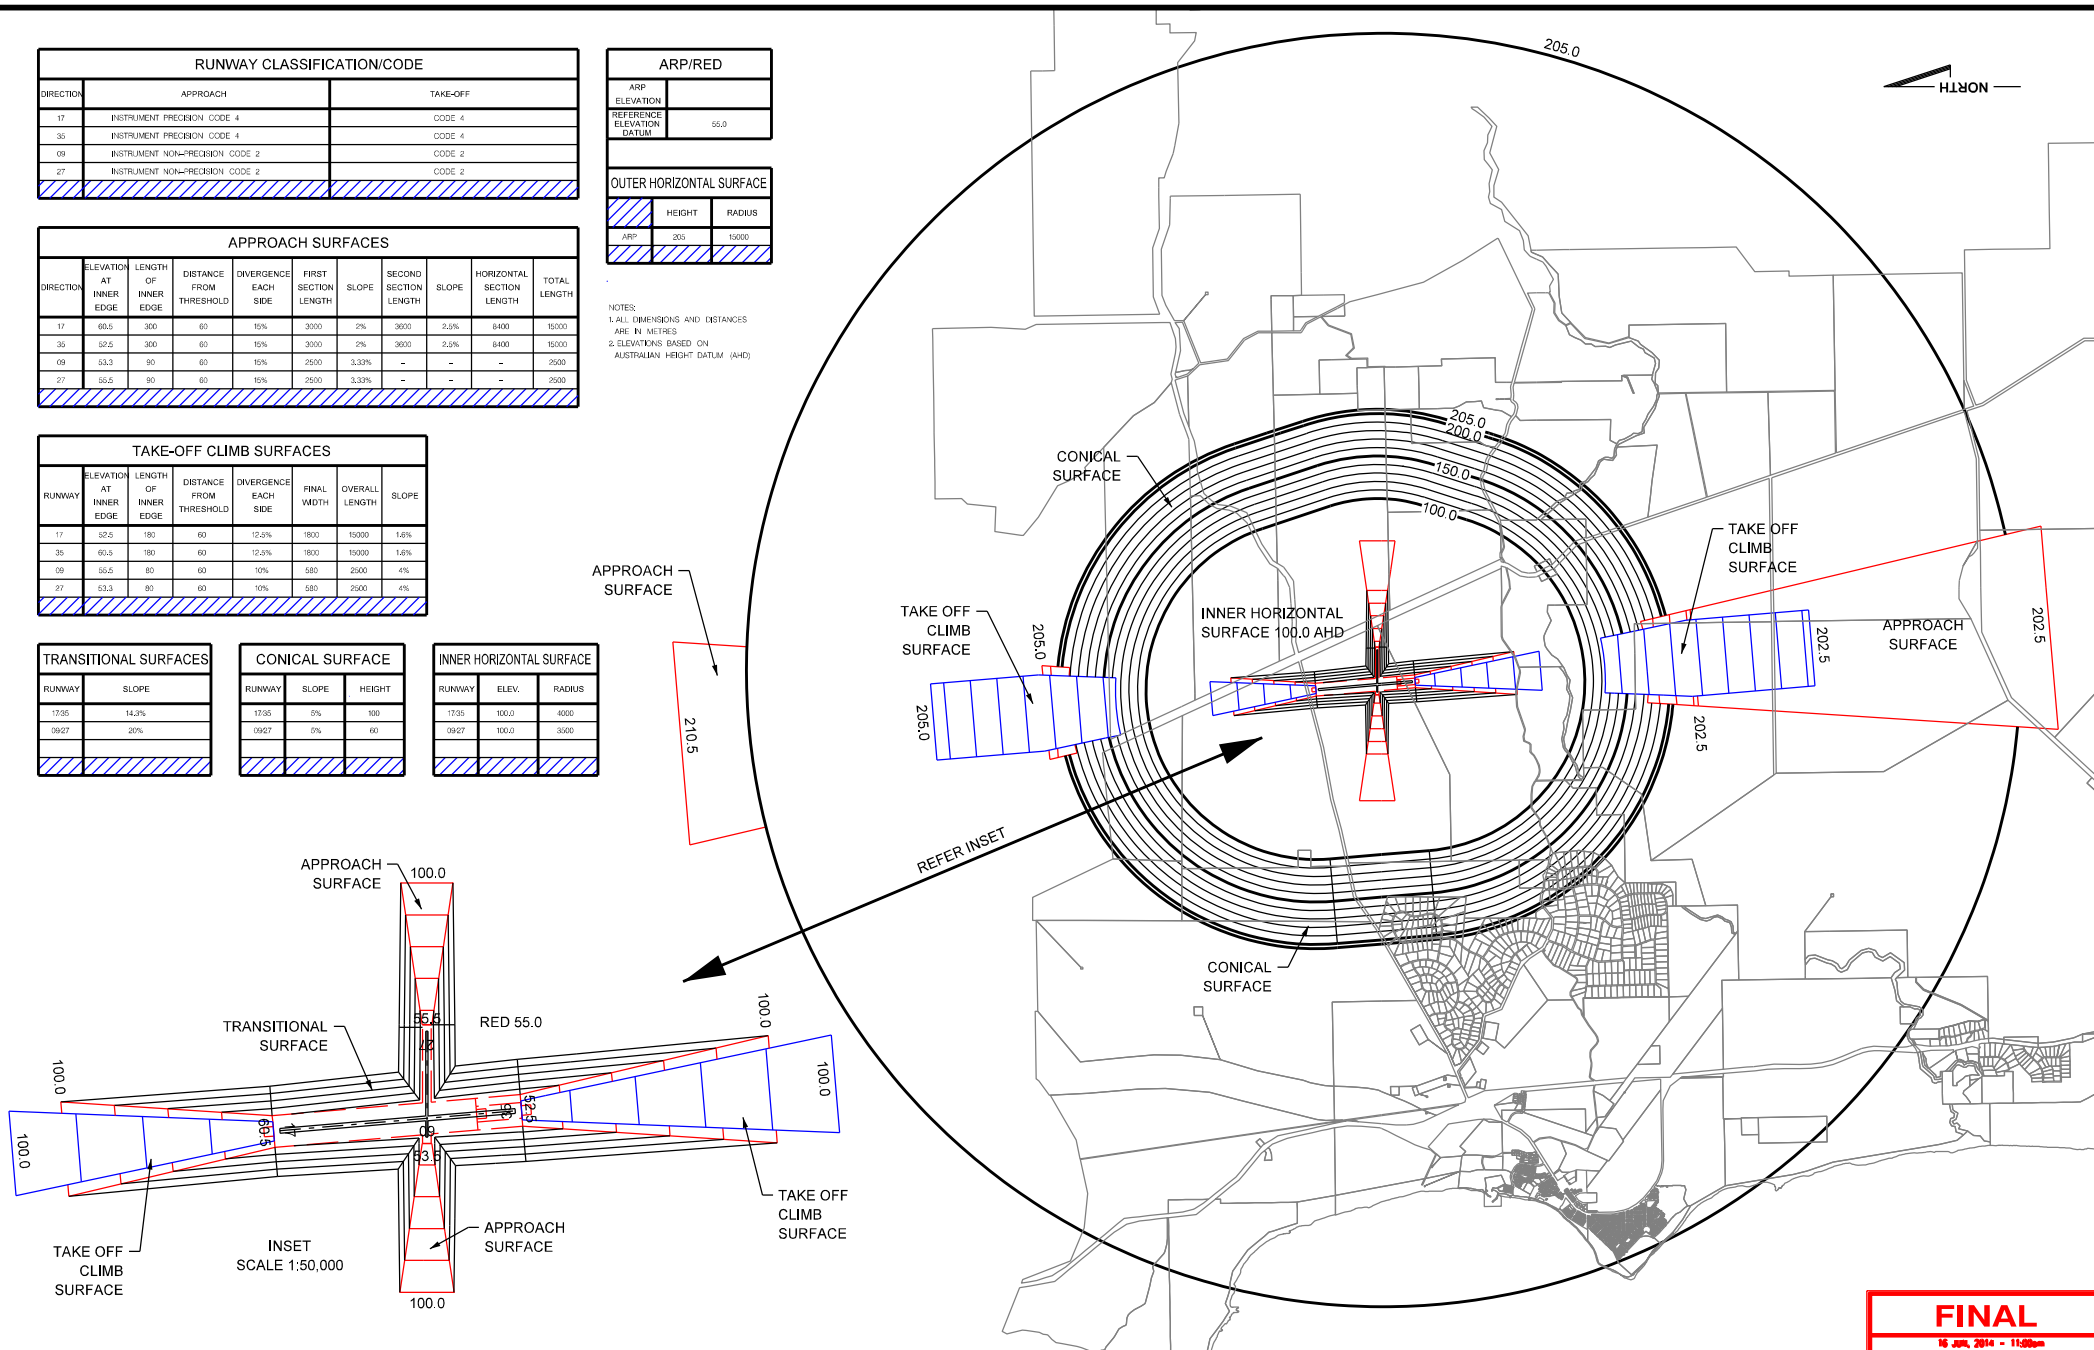 RUNWAY CLASSIFICATION/CODE
DIRECTION APPROACH TAKE-OFF
17 INSTRUMENT PRECISION CODE 4 CODE 4
35 INSTRUMENT PRECISION CODE 4 CODE 4
09 INSTRUMENT NON-PRECISION CODE 2 CODE 2
27 INSTRUMENT NON-PRECISION CODE 2 CODE 2
ARP/RED
ARP
ELEVATION
REFERENCE
ELEVATION
DATUM
55.0
OUTER HORIZONTAL SURFACE
HEIGHT RADIUS
ARP 205 15000
NOTES:
1. ALL DIMENSIONS AND DISTANCES
ARE IN METRES
2. ELEVATIONS BASED ON
AUSTRALIAN HEIGHT DATUM (AHD)
APPROACH SURFACES
DIRECTION
ELEVATION
AT
INNER
EDGE
LENGTH
OF
INNER
EDGE
DISTANCE
FROM
THRESHOLD
DIVERGENCE
EACH
SIDE
FIRST
SECTION
LENGTH
SLOPE
SECOND
SECTION
LENGTH
SLOPE
HORIZONTAL
SECTION
LENGTH
TOTAL
LENGTH
17 60.5 300 60 15% 3000 2% 3600 2.5% 8400 15000
35 52.5 300 60 15% 3000 2% 3600 2.5% 8400 15000
09 53.3 90 60 15% 2500 3.33% - - - 2500
27 55.5 90 60 15% 2500 3.33% - - - 2500
TAKE-OFF CLIMB SURFACES
RUNWAY
ELEVATION
AT
INNER
EDGE
LENGTH
OF
INNER
EDGE
DISTANCE
FROM
THRESHOLD
DIVERGENCE
EACH
SIDE
FINAL
WIDTH
OVERALL
LENGTH
SLOPE
17 52.5 180 60 12.5% 1800 15000 1.6%
35 60.5 180 60 12.5% 1800 15000 1.6%
09 55.5 80 60 10% 580 2500 4%
27 53.3 80 60 10% 580 2500 4%
TRANSITIONAL SURFACES
RUNWAY SLOPE
17/35 14.3%
09/27 20%
CONICAL SURFACE
RUNWAY SLOPE HEIGHT
17/35 5% 100
09/27 5% 60
INNER HORIZONTAL SURFACE
RUNWAY ELEV. RADIUS
17/35 100.0 4000
09/27 100.0 3500
205.0
NORTH
205.0
200.0
150.0
100.0
CONICAL
SURFACE
APPROACH
SURFACE
TAKE OFF
CLIMB
SURFACE
205.0
205.0
210.5
INNER HORIZONTAL
SURFACE 100.0 AHD
TAKE OFF
CLIMB
SURFACE
APPROACH
SURFACE
202.5
202.5
202.5
REFER INSET
CONICAL
SURFACE
APPROACH
SURFACE
100.0
TRANSITIONAL
SURFACE
55.5
27
RED 55.0
100.0
100.0
100.0
100.0
60.5
17
35
52.5
09
APPROACH
SURFACE
100.0
TAKE OFF
CLIMB
SURFACE
TAKE OFF
CLIMB
SURFACE
INSET
SCALE 1:50,000
FINAL
16 JUN, 2014 - 11:00am